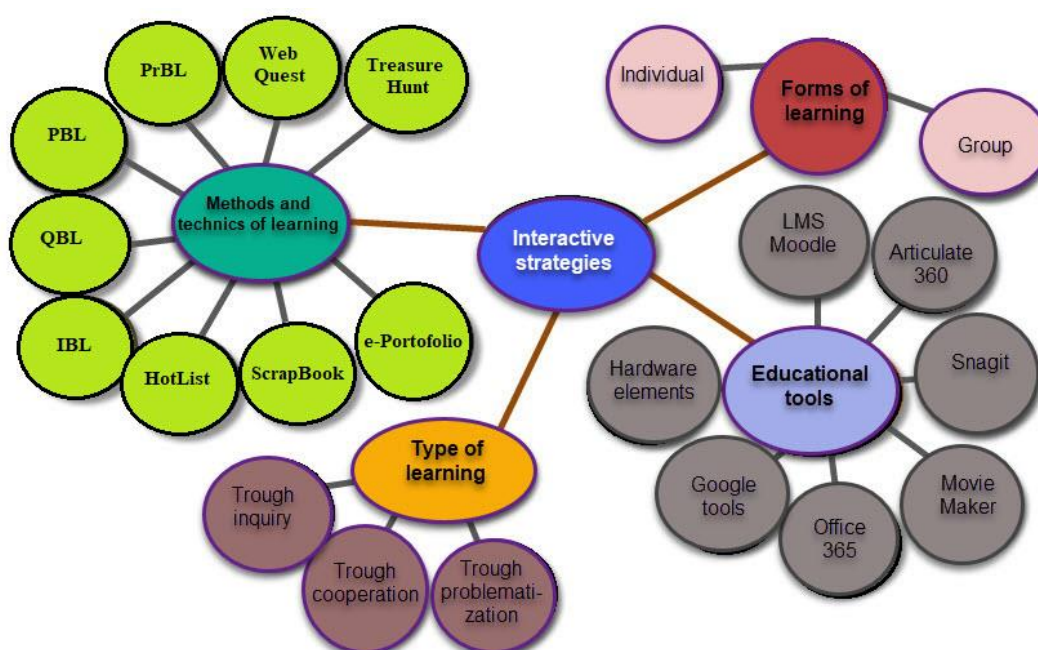 Interactive
strategies
Methods and
technics of learning
PBL
PrBL
Web
Quest
Treasure
Hunt
QBL
IBL
HotList
ScrapBook
e-Portofolio
Forms of
learning
Individual
Group
Educational
tools
LMS
Moodle
Articulate
360
Snagit
Movie
Maker
Office
365
Google
tools
Hardware
elements
Type of
learning
Trough
inquiry
Trough
cooperation
Trough
problemati-
zation